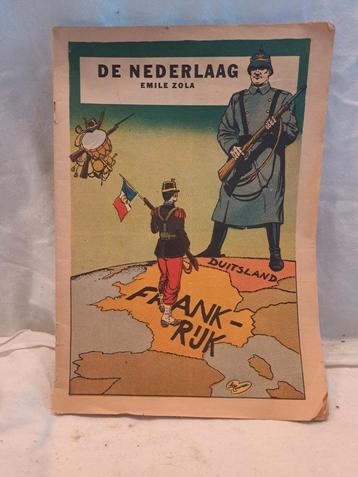 DE NEDERLAAG
EMILE ZOLA
DUITSLAND
FRANK-
RIJK